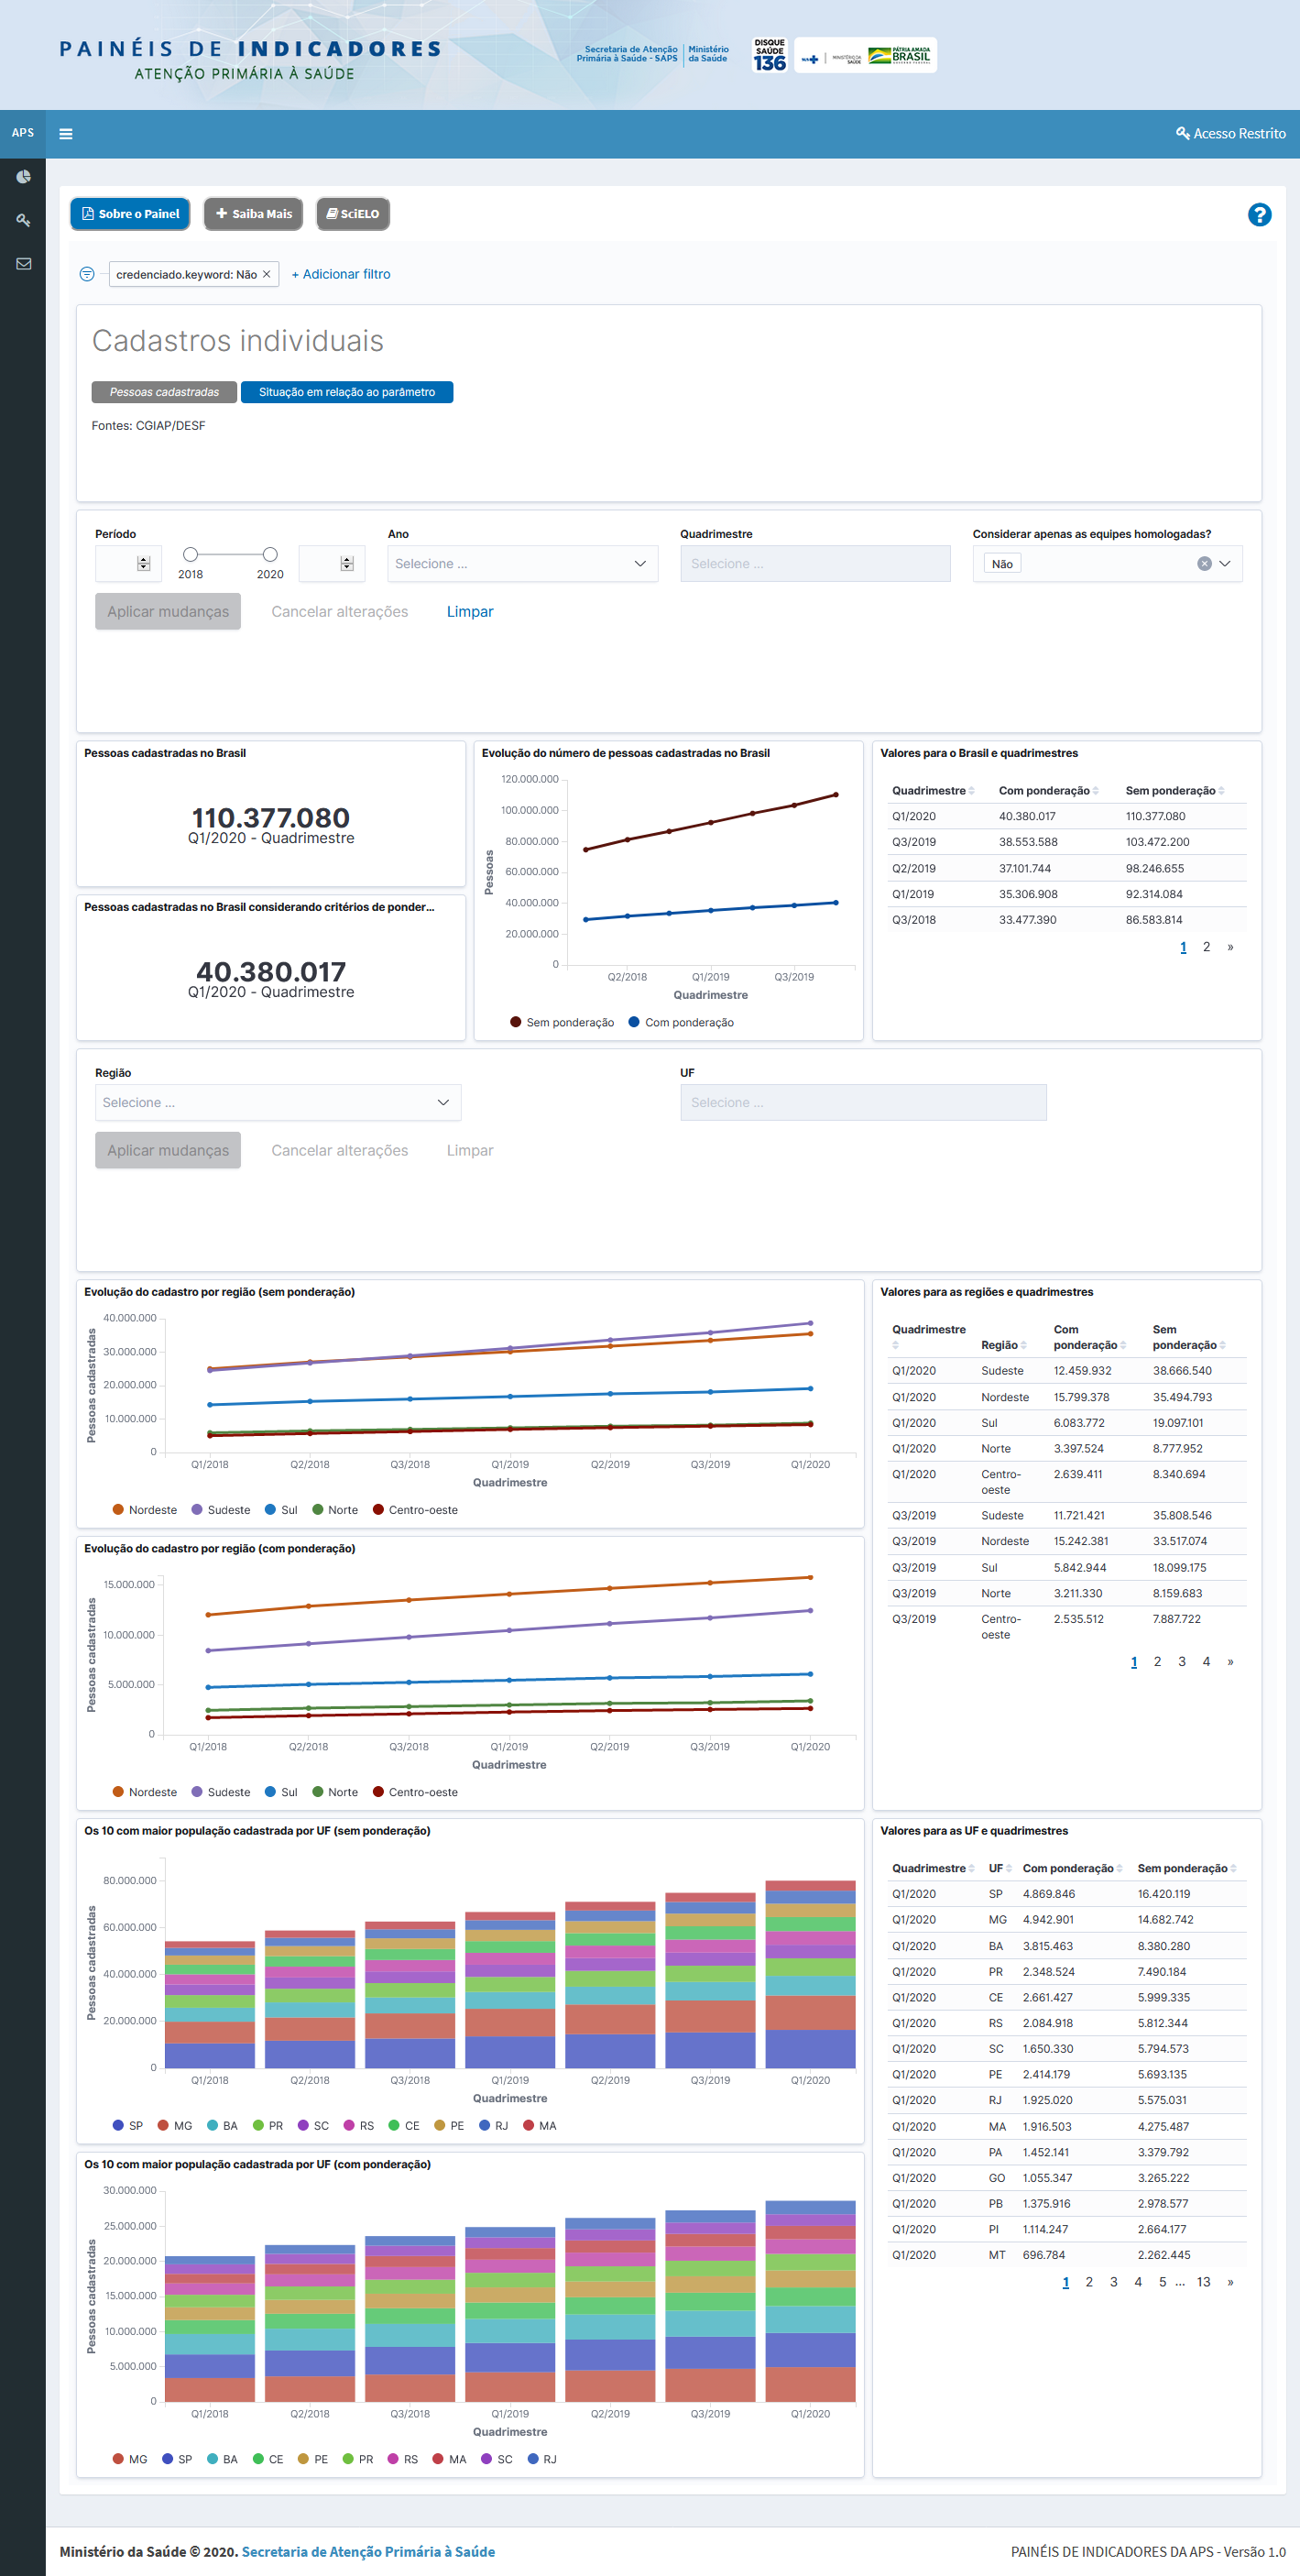 PAINÉIS DE INDICADORES
ATENÇÃO PRIMÁRIA À SAÚDE
Secretaria de Atenção Primária à Saúde - SAPS
Ministério da Saúde
DISQUE SAÚDE 136
SUS
MINISTÉRIO DA SAÚDE
PÁTRIA AMADA BRASIL
APS
Acesso Restrito
Sobre o Painel
Saiba Mais
SciELO
?
credenciado.keyword: Não ×
+ Adicionar filtro
Cadastros individuais
Pessoas cadastradas
Situação em relação ao parâmetro
Fontes: CGIAP/DESF
Período Ano Quadrimestre Considerar apenas as equipes homologadas?
2018 2020 Selecione ... Selecione ... Não
Aplicar mudanças Cancelar alterações Limpar
Pessoas cadastradas no Brasil
110.377.080
Q1/2020 - Quadrimestre
Pessoas cadastradas no Brasil considerando critérios de ponder...
40.380.017
Q1/2020 - Quadrimestre
Evolução do número de pessoas cadastradas no Brasil
Pessoas
120.000.000
100.000.000
80.000.000
60.000.000
40.000.000
20.000.000
0
Q2/2018 Q1/2019 Q3/2019
Quadrimestre
Sem ponderação Com ponderação
Valores para o Brasil e quadrimestres
Quadrimestre Com ponderação Sem ponderação
Q1/2020 40.380.017 110.377.080
Q3/2019 38.553.588 103.472.200
Q2/2019 37.101.744 98.246.655
Q1/2019 35.306.908 92.314.084
Q3/2018 33.477.390 86.583.814
1 2 »
Região UF
Selecione ... Selecione ...
Aplicar mudanças Cancelar alterações Limpar
Evolução do cadastro por região (sem ponderação)
Pessoas cadastradas
40.000.000
30.000.000
20.000.000
10.000.000
0
Q1/2018 Q2/2018 Q3/2018 Q1/2019 Q2/2019 Q3/2019 Q1/2020
Quadrimestre
Nordeste Sudeste Sul Norte Centro-oeste
Evolução do cadastro por região (com ponderação)
Pessoas cadastradas
15.000.000
10.000.000
5.000.000
0
Q1/2018 Q2/2018 Q3/2018 Q1/2019 Q2/2019 Q3/2019 Q1/2020
Quadrimestre
Nordeste Sudeste Sul Norte Centro-oeste
Valores para as regiões e quadrimestres
Quadrimestre Região Com ponderação Sem ponderação
Q1/2020 Sudeste 12.459.932 38.666.540
Q1/2020 Nordeste 15.799.378 35.494.793
Q1/2020 Sul 6.083.772 19.097.101
Q1/2020 Norte 3.397.524 8.777.952
Q1/2020 Centro-oeste 2.639.411 8.340.694
Q3/2019 Sudeste 11.721.421 35.808.546
Q3/2019 Nordeste 15.242.381 33.517.074
Q3/2019 Sul 5.842.944 18.099.175
Q3/2019 Norte 3.211.330 8.159.683
Q3/2019 Centro-oeste 2.535.512 7.887.722
1 2 3 4 »
Os 10 com maior população cadastrada por UF (sem ponderação)
Pessoas cadastradas
80.000.000
60.000.000
40.000.000
20.000.000
0
Q1/2018 Q2/2018 Q3/2018 Q1/2019 Q2/2019 Q3/2019 Q1/2020
Quadrimestre
SP MG BA PR SC RS CE PE RJ MA
Os 10 com maior população cadastrada por UF (com ponderação)
Pessoas cadastradas
30.000.000
25.000.000
20.000.000
15.000.000
10.000.000
5.000.000
0
Q1/2018 Q2/2018 Q3/2018 Q1/2019 Q2/2019 Q3/2019 Q1/2020
Quadrimestre
MG SP BA CE PE PR RS MA SC RJ
Valores para as UF e quadrimestres
Quadrimestre UF Com ponderação Sem ponderação
Q1/2020 SP 4.869.846 16.420.119
Q1/2020 MG 4.942.901 14.682.742
Q1/2020 BA 3.815.463 8.380.280
Q1/2020 PR 2.348.524 7.490.184
Q1/2020 CE 2.661.427 5.999.335
Q1/2020 RS 2.084.918 5.812.344
Q1/2020 SC 1.650.330 5.794.573
Q1/2020 PE 2.414.179 5.693.135
Q1/2020 RJ 1.925.020 5.575.031
Q1/2020 MA 1.916.503 4.275.487
Q1/2020 PA 1.452.141 3.379.792
Q1/2020 GO 1.055.347 3.265.222
Q1/2020 PB 1.375.916 2.978.577
Q1/2020 PI 1.114.247 2.664.177
Q1/2020 MT 696.784 2.262.445
1 2 3 4 5 ... 13 »
Ministério da Saúde © 2020. Secretaria de Atenção Primária à Saúde
PAINÉIS DE INDICADORES DA APS - Versão 1.0